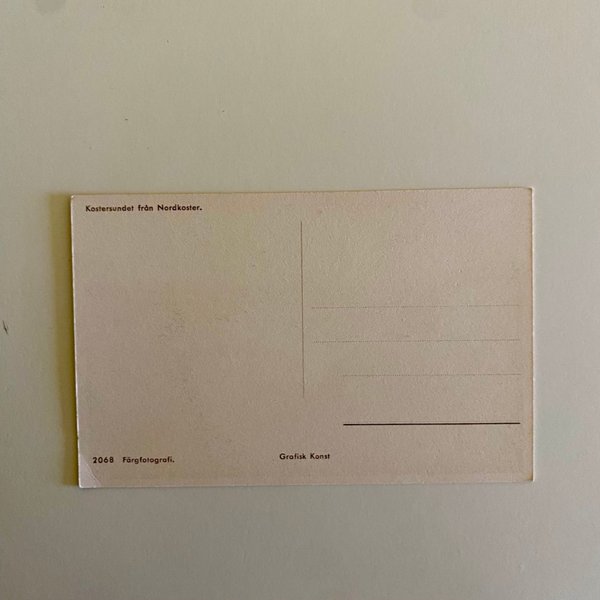 Kostersundet från Nordkoster.
2068 Färgfotografi.
Grafisk Konst